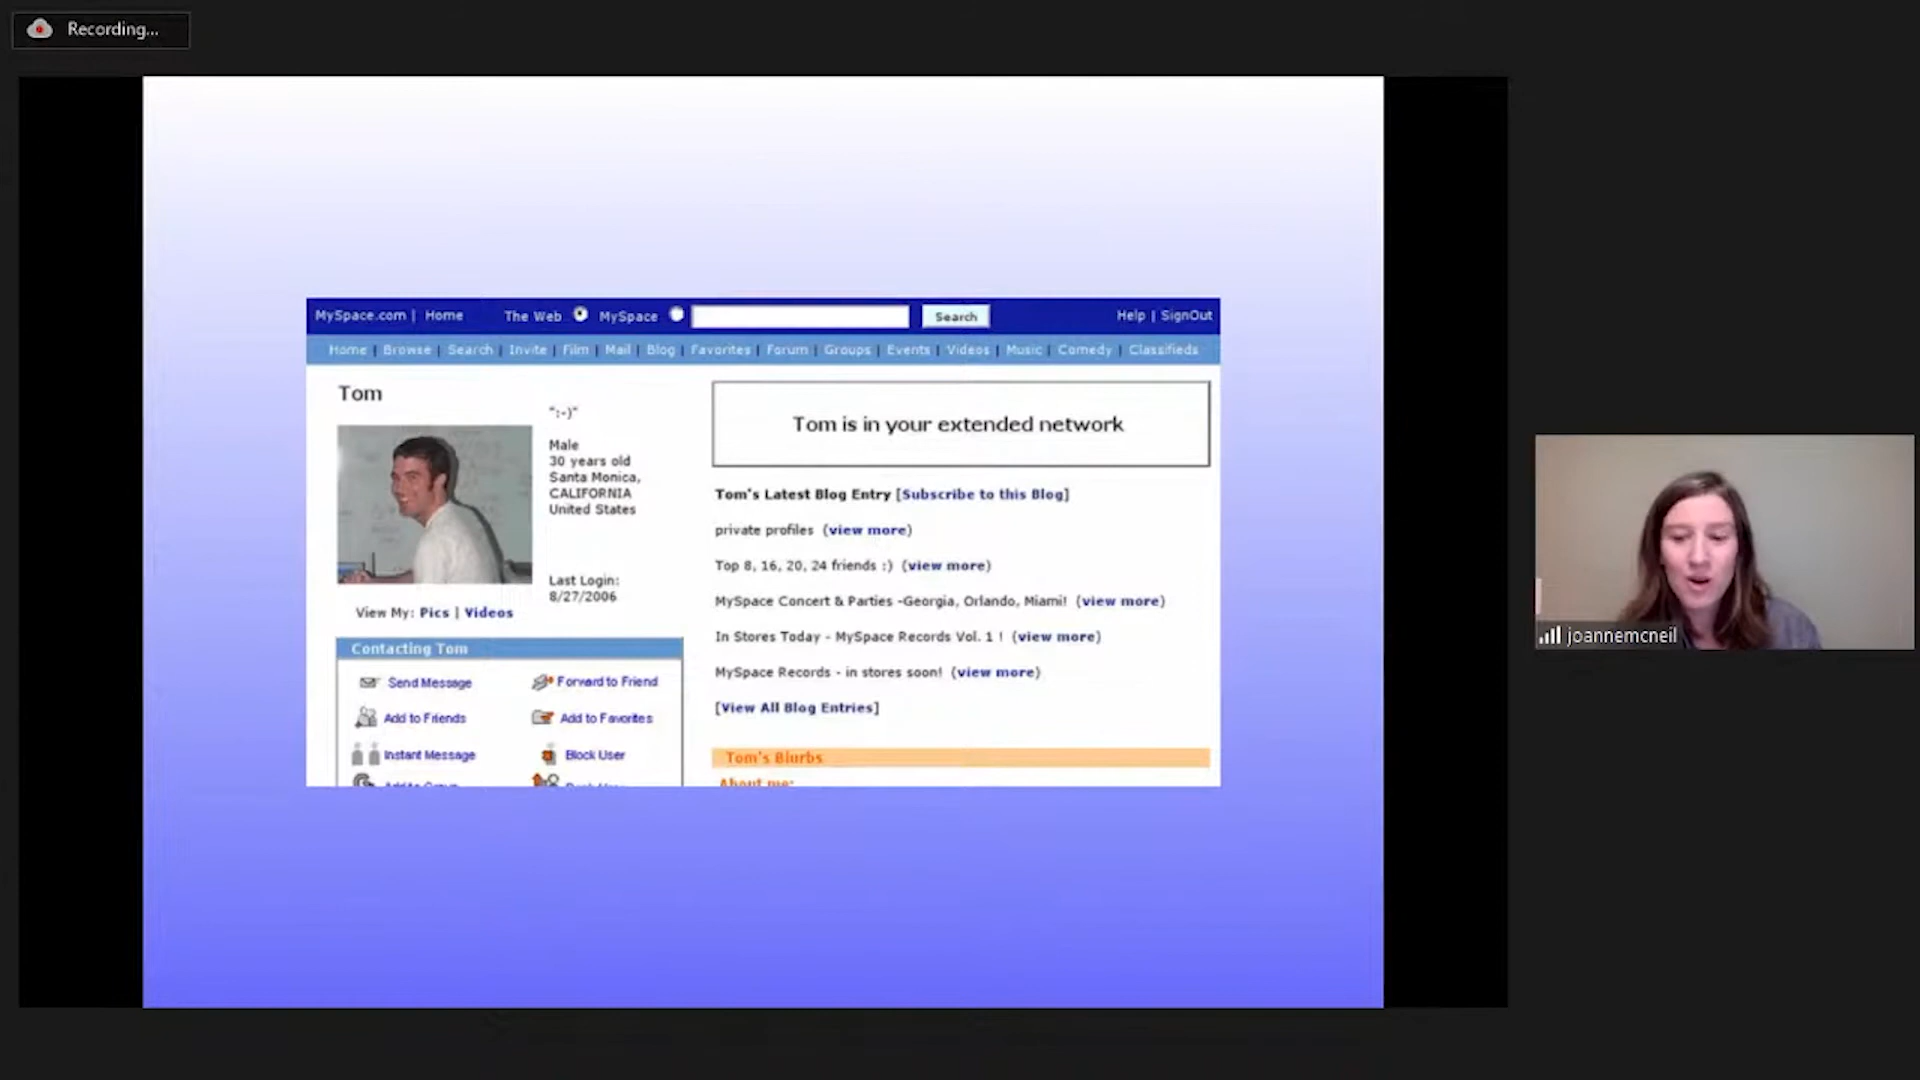 Recording...
MySpace.com | Home The Web MySpace Search Help | SignOut
Home | Browse | Search | Invite | Film | Mail | Blog | Favorites | Forum | Groups | Events | Videos | Music | Comedy | Classifieds
Tom
":-)"
Male
30 years old
Santa Monica,
CALIFORNIA
United States
Last Login:
8/27/2006
View My: Pics | Videos
Contacting Tom
Send Message Forward to Friend
Add to Friends Add to Favorites
Instant Message Block User
Tom is in your extended network
Tom's Latest Blog Entry [Subscribe to this Blog]
private profiles (view more)
Top 8, 16, 20, 24 friends :) (view more)
MySpace Concert & Parties -Georgia, Orlando, Miami! (view more)
In Stores Today - MySpace Records Vol. 1 ! (view more)
MySpace Records - in stores soon! (view more)
[View All Blog Entries]
Tom's Blurbs
About me:
joannemcneil